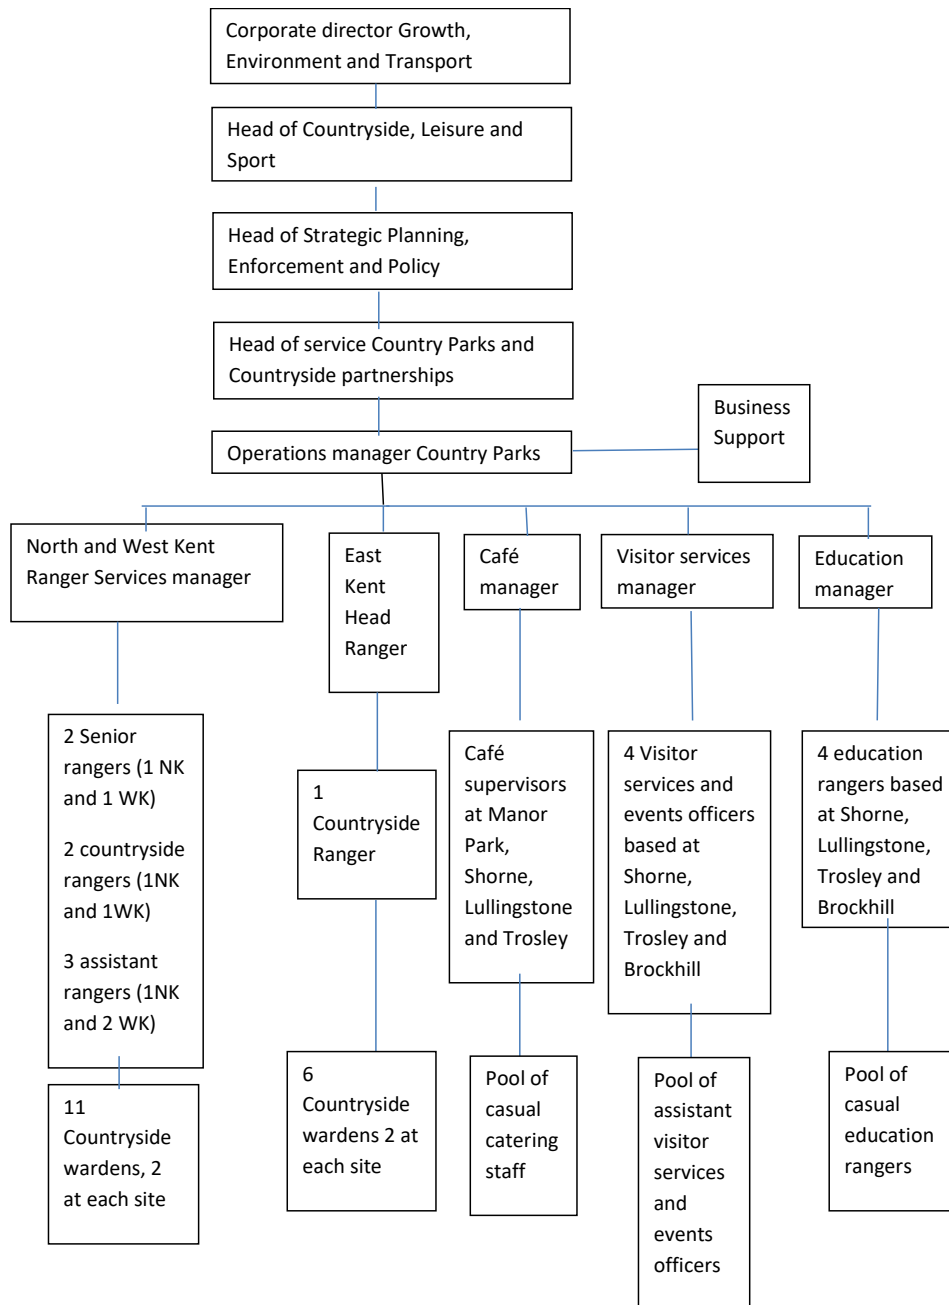 Corporate director Growth,
Environment and Transport
Head of Countryside, Leisure and
Sport
Head of Strategic Planning,
Enforcement and Policy
Head of service Country Parks and
Countryside partnerships
Business
Support
Operations manager Country Parks
North and West Kent
Ranger Services manager
East
Kent
Head
Ranger
Café
manager
Visitor services
manager
Education
manager
2 Senior
rangers (1 NK
and 1 WK)
2 countryside
rangers (1NK
and 1WK)
3 assistant
rangers (1NK
and 2 WK)
1
Countryside
Ranger
Café
supervisors
at Manor
Park,
Shorne,
Lullingstone
and Trosley
4 Visitor
services and
events officers
based at
Shorne,
Lullingstone,
Trosley and
Brockhill
4 education
rangers based
at Shorne,
Lullingstone,
Trosley and
Brockhill
11
Countryside
wardens, 2
at each site
6
Countryside
wardens 2 at
each site
Pool of
casual
catering
staff
Pool of
assistant
visitor
services
and
events
officers
Pool of
casual
education
rangers